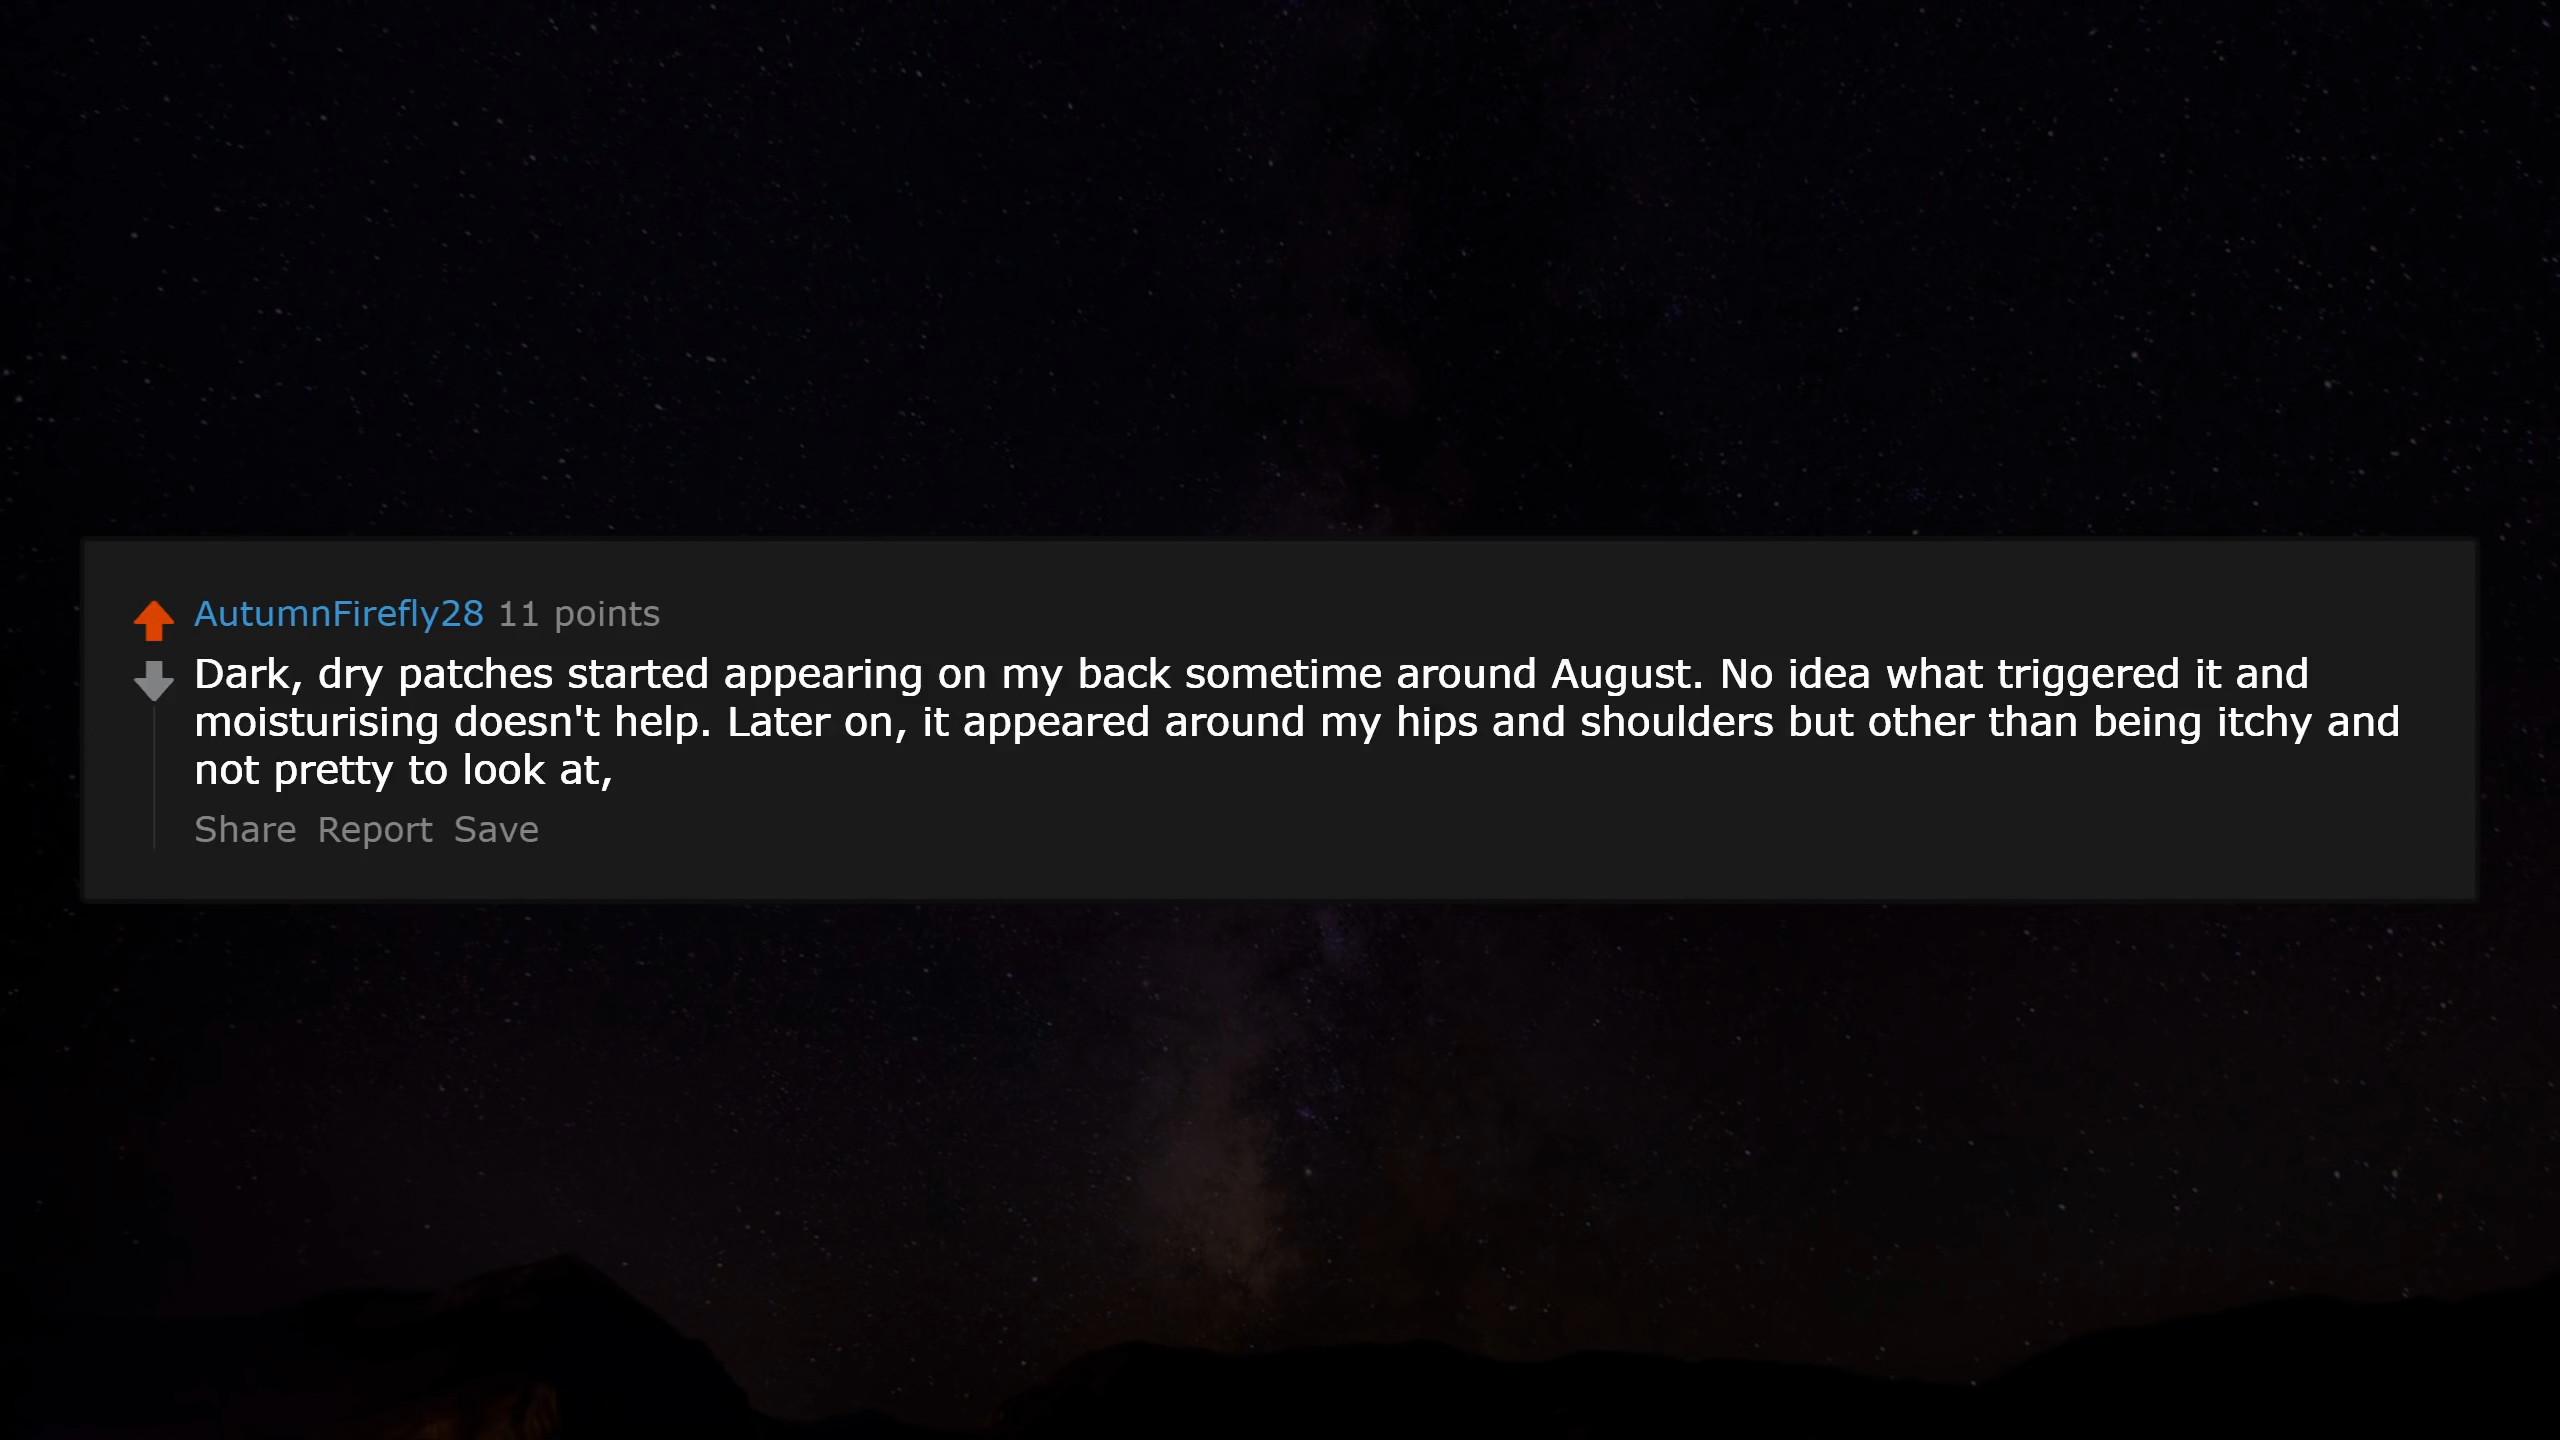 AutumnFirefly28 11 points
Dark, dry patches started appearing on my back sometime around August. No idea what triggered it and
moisturising doesn't help. Later on, it appeared around my hips and shoulders but other than being itchy and
not pretty to look at,
Share Report Save